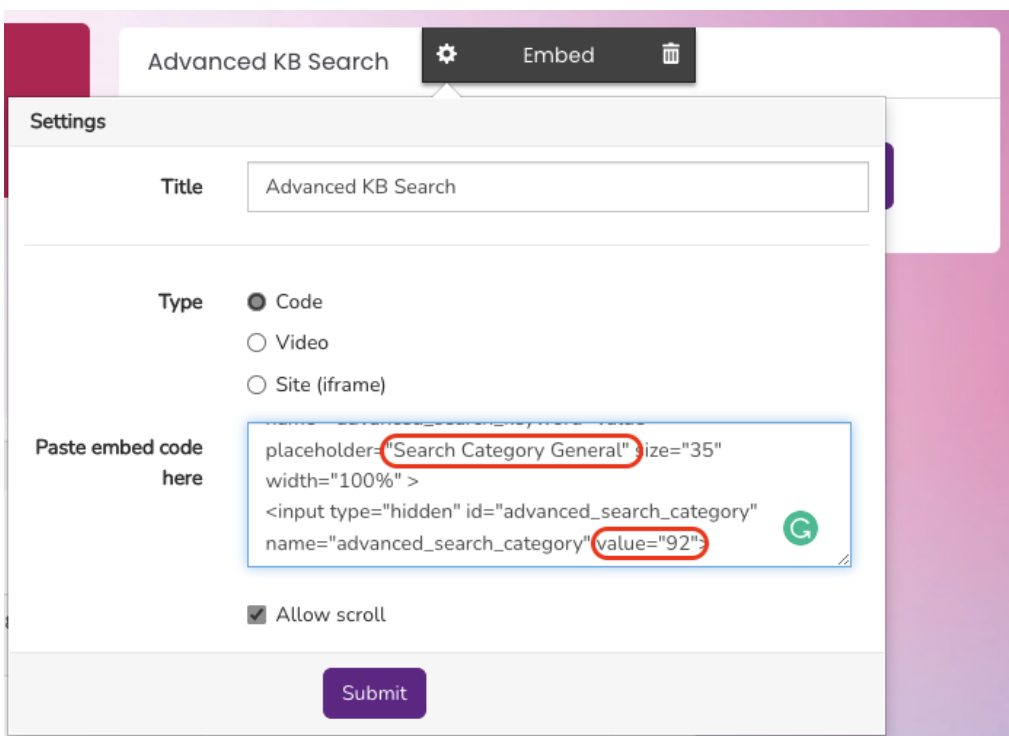 Advanced KB Search
Embed
Settings
Title
Advanced KB Search
Type
Code
Video
Site (iframe)
Paste embed code
here
placeholder="Search Category General" size="35"
width="100%" >
<input type="hidden" id="advanced_search_category"
name="advanced_search_category" value="92">
Allow scroll
Submit